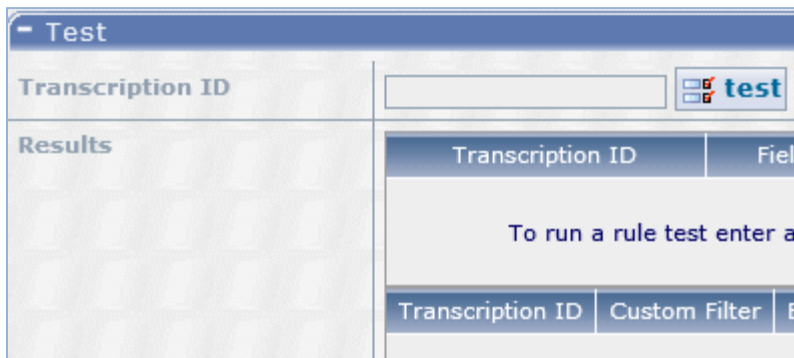 - Test
Transcription ID
test
Results
Transcription ID
To run a rule test enter
Transcription ID Custom Filter